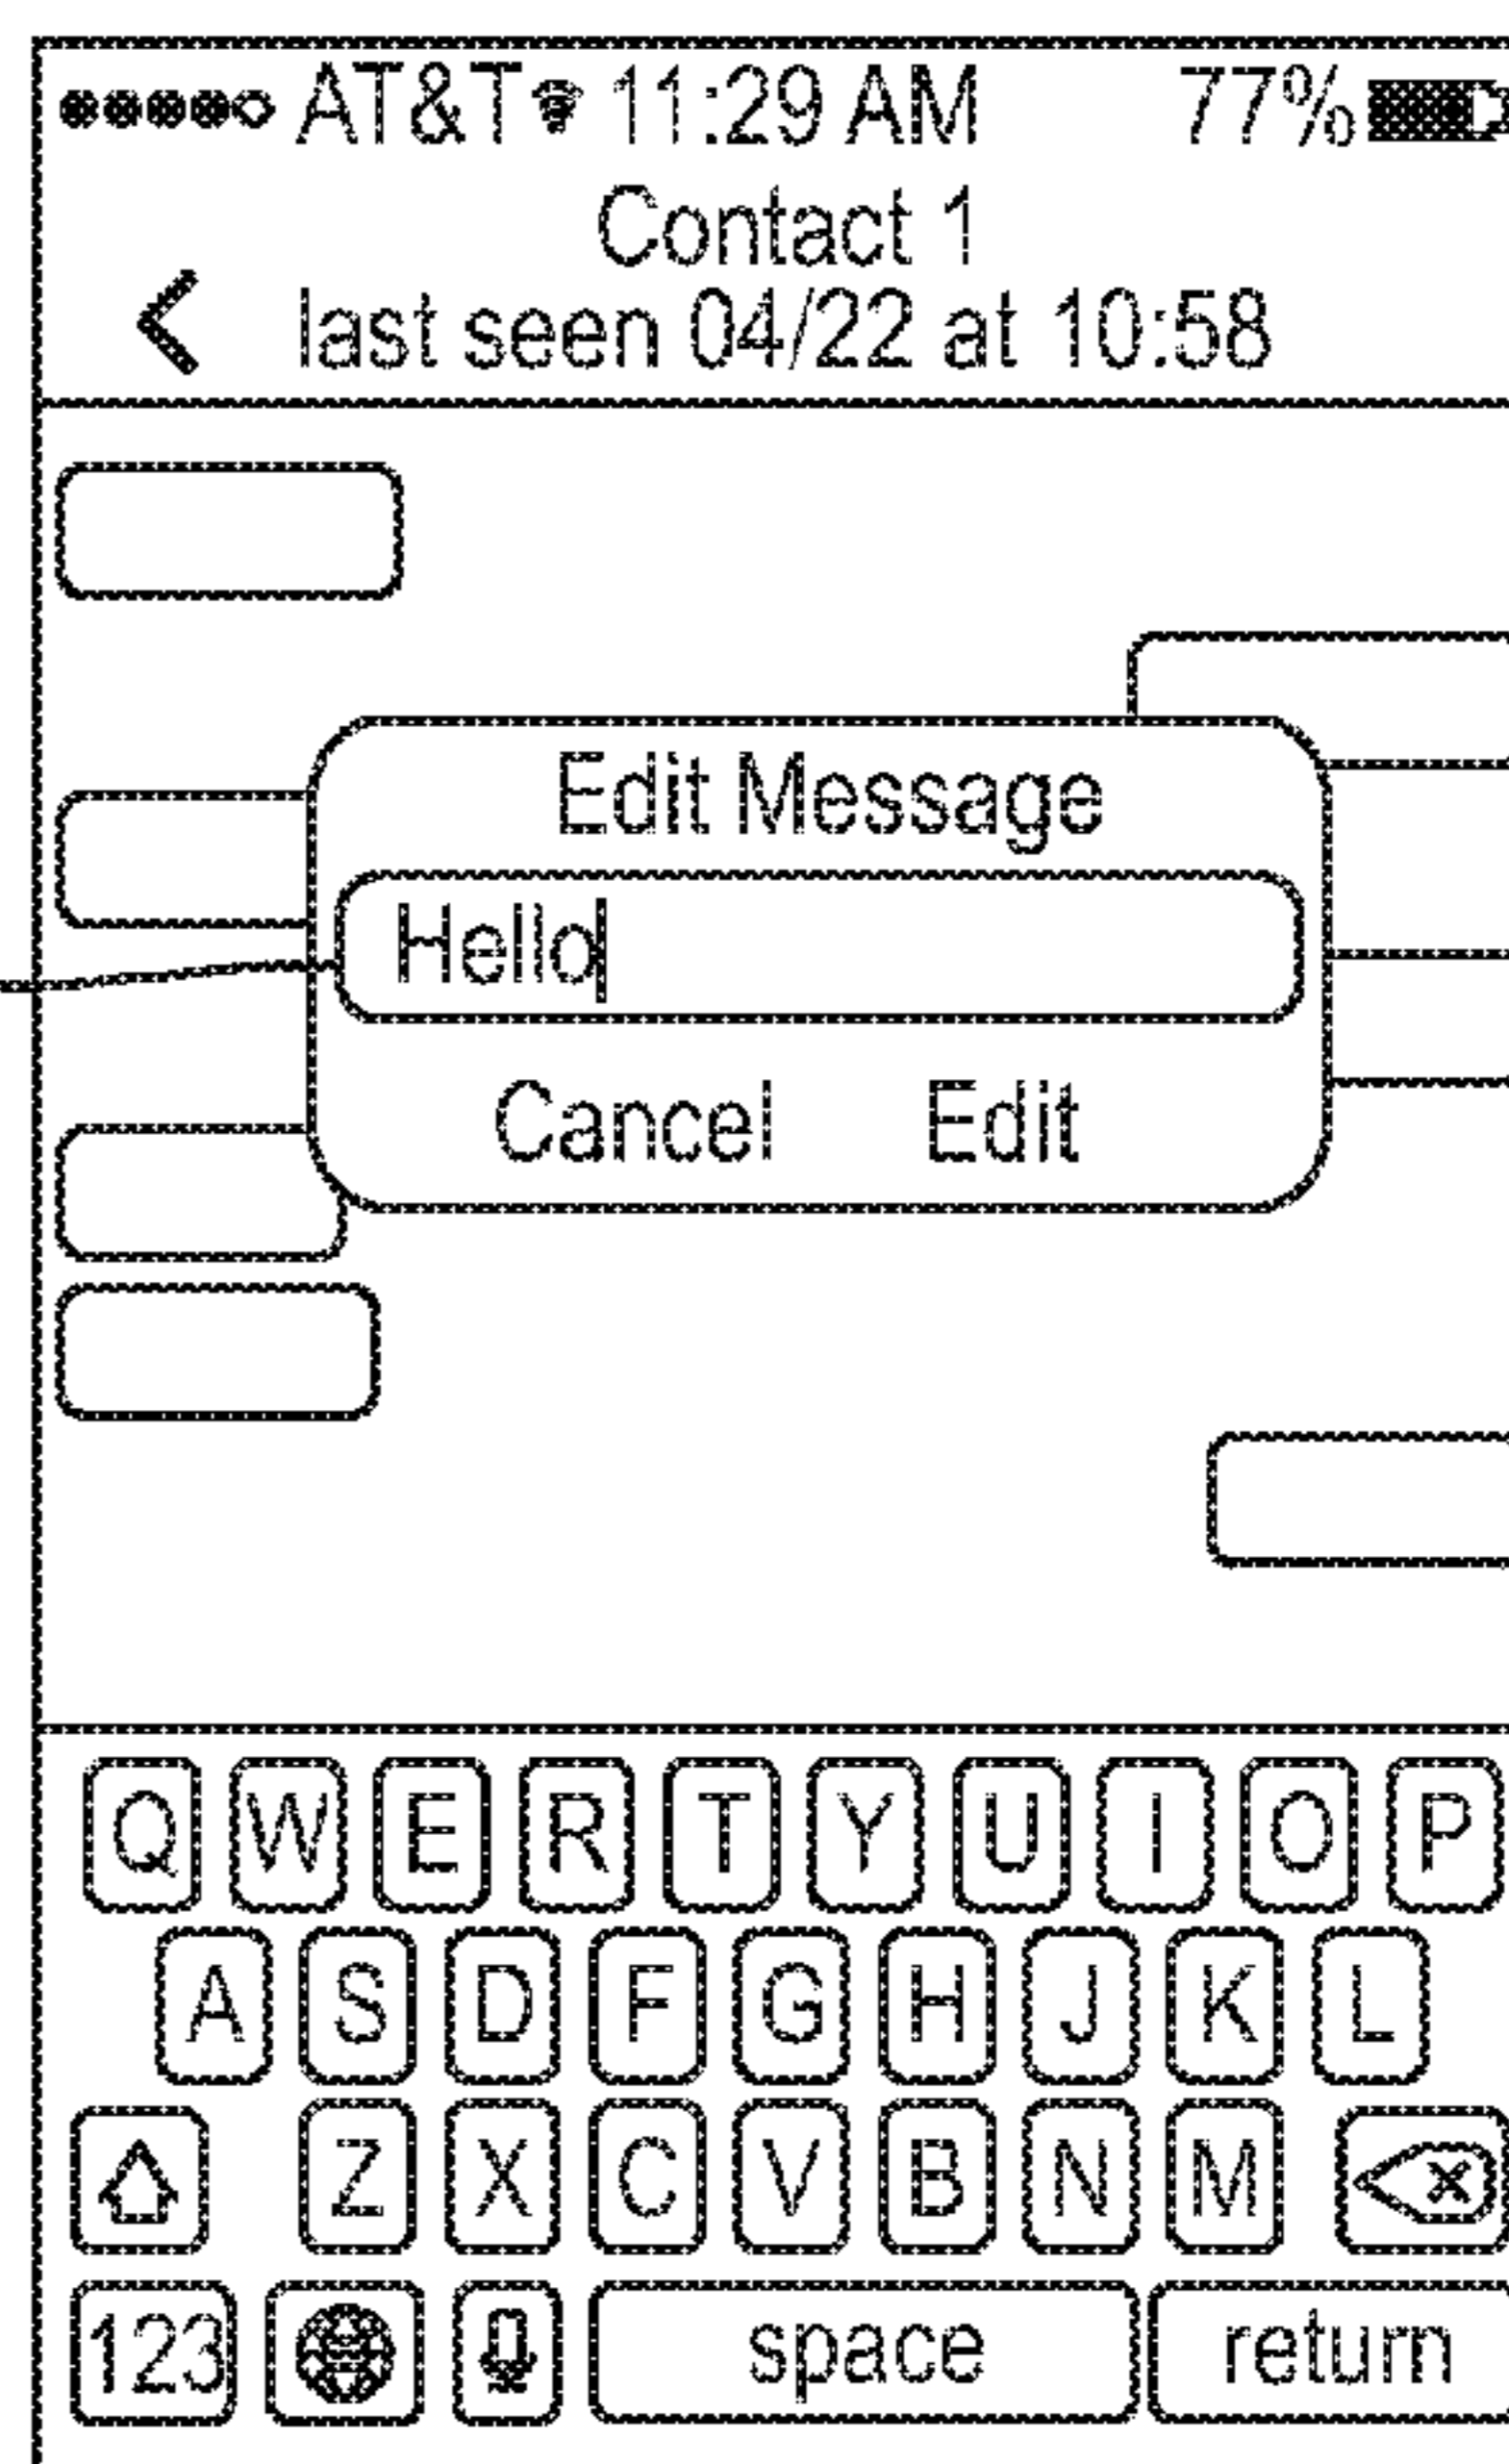 AT&T 11:29 AM 77%
Contact 1
< last seen 04/22 at 10:58
Edit Message
Hello
Cancel Edit
Q W E R T Y U I O P
A S D F G H J K L
Z X C V B N M
123 space return